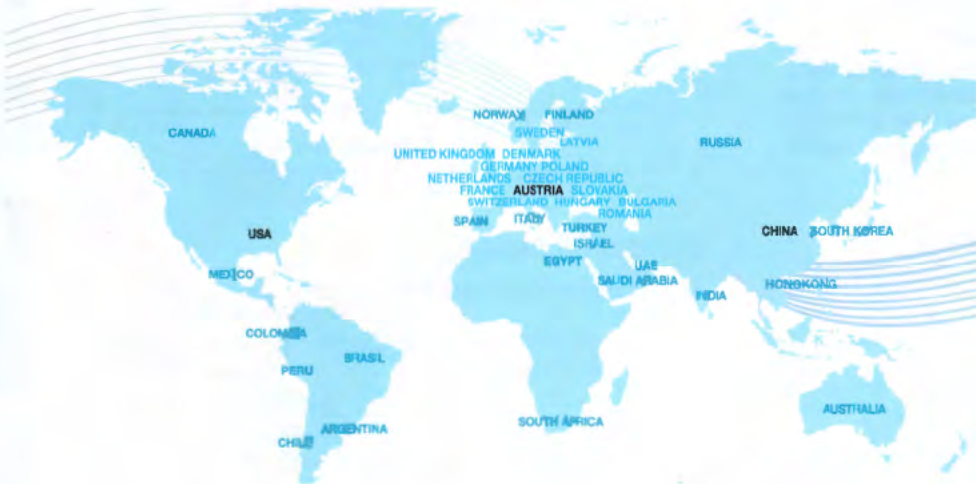 NORWAY FINLAND
CANADA SWEDEN RUSSIA
LATVIA
UNITED KINGDOM DENMARK
GERMANY POLAND
NETHERLANDS CZECH REPUBLIC
FRANCE AUSTRIA SLOVAKIA
SWITZERLAND HUNGARY BULGARIA
ROMANIA
SPAIN ITALY
TURKEY
USA CHINA SOUTH KOREA
ISRAEL
EGYPT UAE
MEXICO SAUDI ARABIA HONGKONG
INDIA
COLOMBIA
BRASIL
PERU
AUSTRALIA
SOUTH AFRICA
ARGENTINA
CHILE